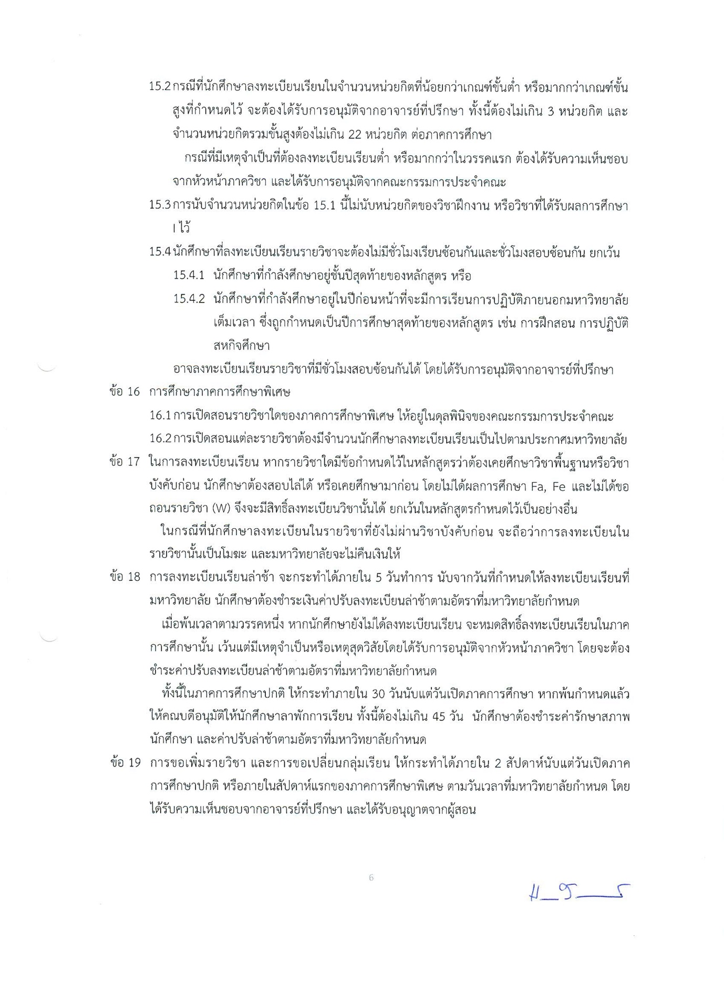 15.2 กรณีที่นักศึกษาลงทะเบียนเรียนในจำนวนหน่วยกิตที่น้อยกว่าเกณฑ์ขั้นต่ำ หรือมากกว่าเกณฑ์ขั้น
สูงที่กำหนดไว้ จะต้องได้รับการอนุมัติจากอาจารย์ที่ปรึกษา ทั้งนี้ต้องไม่เกิน 3 หน่วยกิต และ
จำนวนหน่วยกิตรวมขั้นสูงต้องไม่เกิน 22 หน่วยกิต ต่อภาคการศึกษา
กรณีที่มีเหตุจำเป็นที่ต้องลงทะเบียนเรียนต่ำ หรือมากกว่าในวรรคแรก ต้องได้รับความเห็นชอบ
จากหัวหน้าภาควิชา และได้รับการอนุมัติจากคณะกรรมการประจำคณะ
15.3 การนับจำนวนหน่วยกิตในข้อ 15.1 นี้ไม่นับหน่วยกิตของวิชาฝึกงาน หรือวิชาที่ได้รับผลการศึกษา
I ไว้
15.4 นักศึกษาที่ลงทะเบียนเรียนรายวิชาจะต้องไม่มีชั่วโมงเรียนซ้อนกันและชั่วโมงสอบซ้อนกัน ยกเว้น
15.4.1 นักศึกษาที่กำลังศึกษาอยู่ชั้นปีสุดท้ายของหลักสูตร หรือ
15.4.2 นักศึกษาที่กำลังศึกษาอยู่ในปีก่อนหน้าที่จะมีการเรียนการปฏิบัติภายนอกมหาวิทยาลัย
เต็มเวลา ซึ่งถูกกำหนดเป็นปีการศึกษาสุดท้ายของหลักสูตร เช่น การฝึกสอน การปฏิบัติ
สหกิจศึกษา
อาจลงทะเบียนเรียนรายวิชาที่มีชั่วโมงสอบซ้อนกันได้ โดยได้รับการอนุมัติจากอาจารย์ที่ปรึกษา
ข้อ 16 การศึกษาภาคการศึกษาพิเศษ
16.1 การเปิดสอนรายวิชาใดของภาคการศึกษาพิเศษ ให้อยู่ในดุลพินิจของคณะกรรมการประจำคณะ
16.2 การเปิดสอนแต่ละรายวิชาต้องมีจำนวนนักศึกษาลงทะเบียนเรียนเป็นไปตามประกาศมหาวิทยาลัย
ข้อ 17 ในการลงทะเบียนเรียน หากรายวิชาใดมีข้อกำหนดไว้ในหลักสูตรว่าต้องเคยศึกษาวิชาพื้นฐานหรือวิชา
บังคับก่อน นักศึกษาต้องสอบไล่ได้ หรือเคยศึกษามาก่อน โดยไม่ได้ผลการศึกษา Fa, Fe และไม่ได้ขอ
ถอนรายวิชา (W) จึงจะมีสิทธิ์ลงทะเบียนวิชานั้นได้ ยกเว้นในหลักสูตรกำหนดไว้เป็นอย่างอื่น
ในกรณีที่นักศึกษาลงทะเบียนในรายวิชาที่ยังไม่ผ่านวิชาบังคับก่อน จะถือว่าการลงทะเบียนใน
รายวิชานั้นเป็นโมฆะ และมหาวิทยาลัยจะไม่คืนเงินให้
ข้อ 18 การลงทะเบียนเรียนล่าช้า จะกระทำได้ภายใน 5 วันทำการ นับจากวันที่กำหนดให้ลงทะเบียนเรียนที่
มหาวิทยาลัย นักศึกษาต้องชำระเงินค่าปรับลงทะเบียนล่าช้าตามอัตราที่มหาวิทยาลัยกำหนด
เมื่อพ้นเวลาตามวรรคหนึ่ง หากนักศึกษายังไม่ได้ลงทะเบียนเรียน จะหมดสิทธิ์ลงทะเบียนเรียนในภาค
การศึกษานั้น เว้นแต่มีเหตุจำเป็นหรือเหตุสุดวิสัยโดยได้รับการอนุมัติจากหัวหน้าภาควิชา โดยจะต้อง
ชำระค่าปรับลงทะเบียนล่าช้าตามอัตราที่มหาวิทยาลัยกำหนด
ทั้งนี้ในภาคการศึกษาปกติ ให้กระทำภายใน 30 วันนับแต่วันเปิดภาคการศึกษา หากพ้นกำหนดแล้ว
ให้คณบดีอนุมัติให้นักศึกษาลาพักการเรียน ทั้งนี้ต้องไม่เกิน 45 วัน นักศึกษาต้องชำระค่ารักษาสภาพ
นักศึกษา และค่าปรับล่าช้าตามอัตราที่มหาวิทยาลัยกำหนด
ข้อ 19 การขอเพิ่มรายวิชา และการขอเปลี่ยนกลุ่มเรียน ให้กระทำได้ภายใน 2 สัปดาห์นับแต่วันเปิดภาค
การศึกษาปกติ หรือภายในสัปดาห์แรกของภาคการศึกษาพิเศษ ตามวันเวลาที่มหาวิทยาลัยกำหนด โดย
ได้รับความเห็นชอบจากอาจารย์ที่ปรึกษา และได้รับอนุญาตจากผู้สอน
6